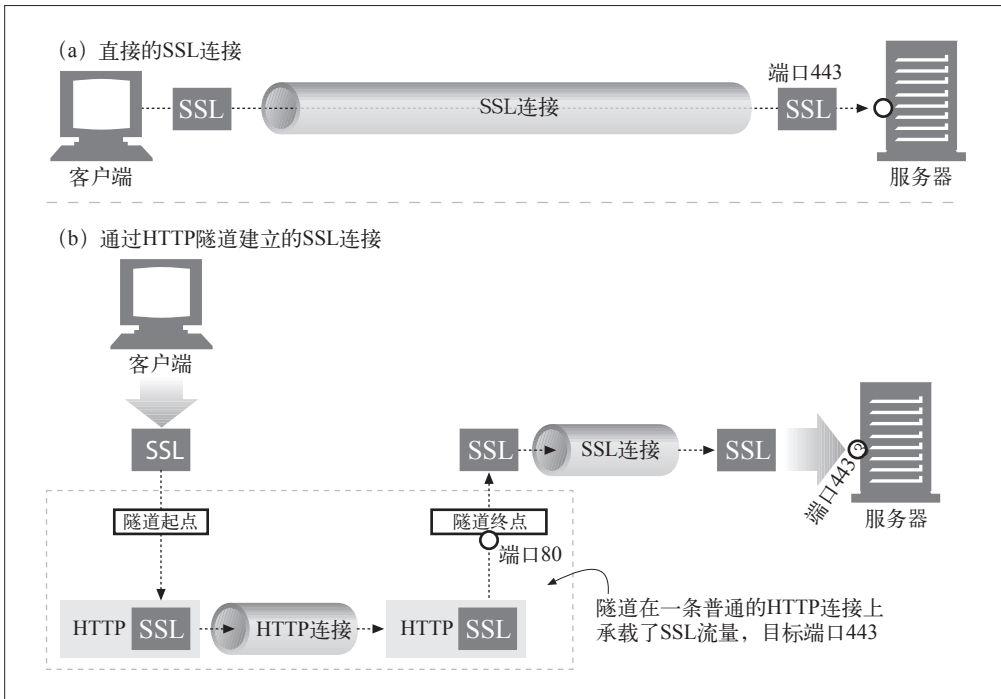 (a)直接的SSL连接
端口443
SSL
SSL连接
SSL
客户端
服务器
(b)通过HTTP隧道建立的SSL连接
客户端
SSL
SSL
SSL连接
SSL
端口443
服务器
隧道起点
隧道终点
端口80
HTTP SSL
HTTP连接
HTTP SSL
隧道在一条普通的HTTP连接上
承载了SSL流量，目标端口443